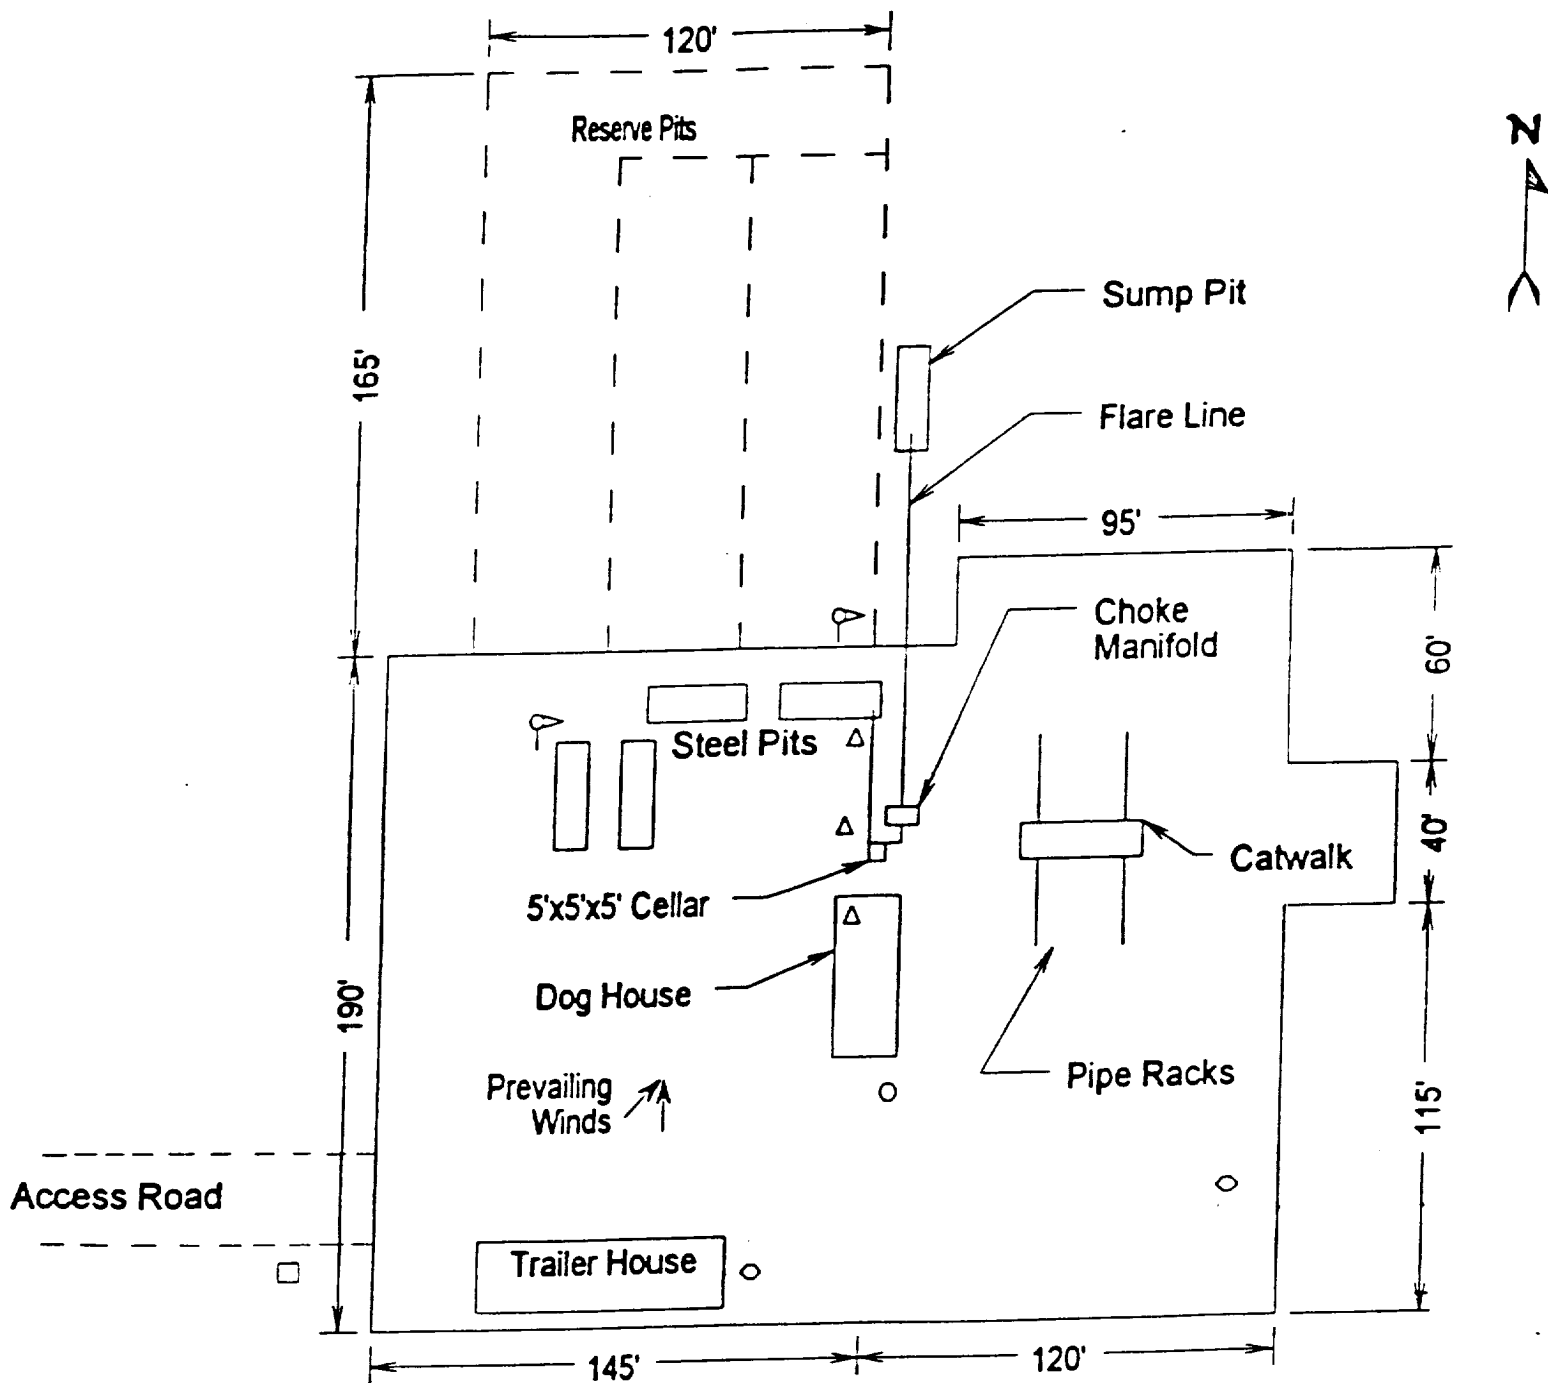 120'
Reserve Pits
N
Sump Pit
165'
Flare Line
95'
Choke
Manifold
60'
Steel Pits
40'
Catwalk
5'x5'x5' Cellar
Dog House
190'
Pipe Racks
Prevailing
Winds
115'
Access Road
Trailer House
145'
120'